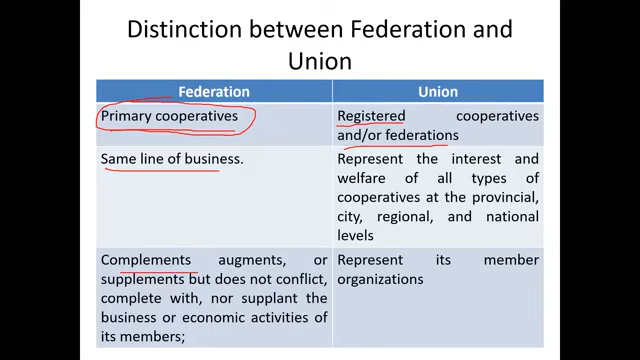 Distinction between Federation and
Union
Federation
Union
Primary cooperatives
Registered cooperatives
and/or federations
Same line of business.
Represent the interest and
welfare of all types of
cooperatives at the provincial,
city, regional, and national
levels
Complements augments, or
supplements but does not conflict,
complete with, nor supplant the
business or economic activities of
its members;
Represent its member
organizations